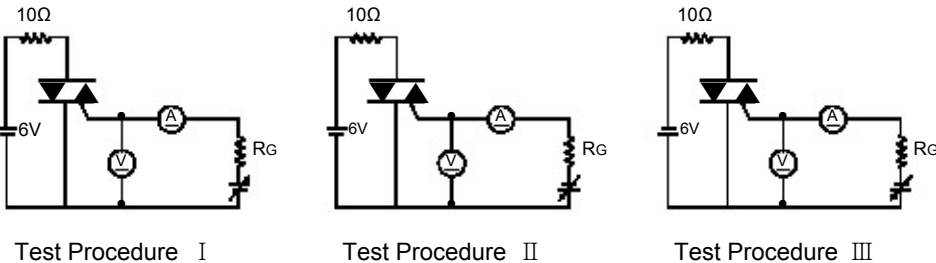 10Ω 10Ω 10Ω
A A A
6V 6V 6V
RG RG RG
V V V
Test Procedure Ⅰ Test Procedure Ⅱ Test Procedure Ⅲ